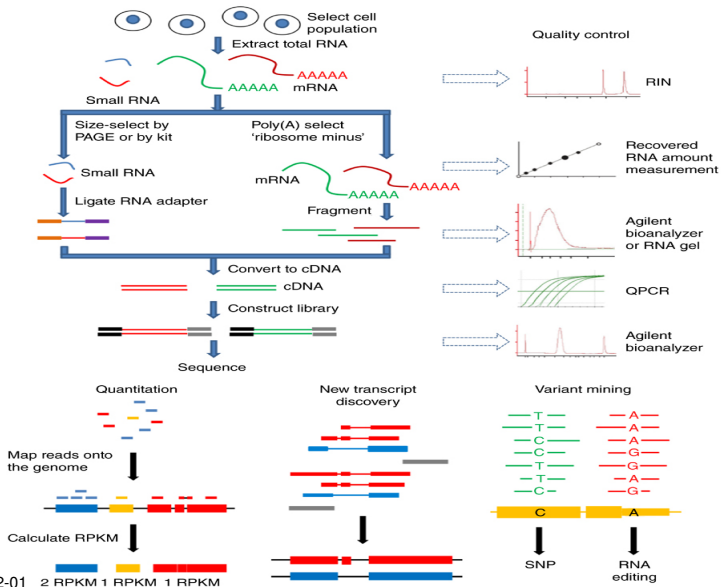 Select cell
population
Extract total RNA
Quality control
AAAAA
AAAAA
mRNA
Small RNA
RIN
Size-select by
PAGE or by kit
Poly(A) select
‘ribosome minus’
Small RNA
mRNA
AAAAA
AAAAA
Recovered
RNA amount
measurement
Ligate RNA adapter
Fragment
Agilent
bioanalyzer
or RNA gel
Convert to cDNA
cDNA
QPCR
Construct library
Agilent
bioanalyzer
Sequence
Quantitation
Map reads onto
the genome
Calculate RPKM
2 RPKM 1 RPKM 1 RPKM
New transcript
discovery
Variant mining
T A
T A
C A
C G
T G
T A
C G
C A
SNP
RNA
editing
2-01